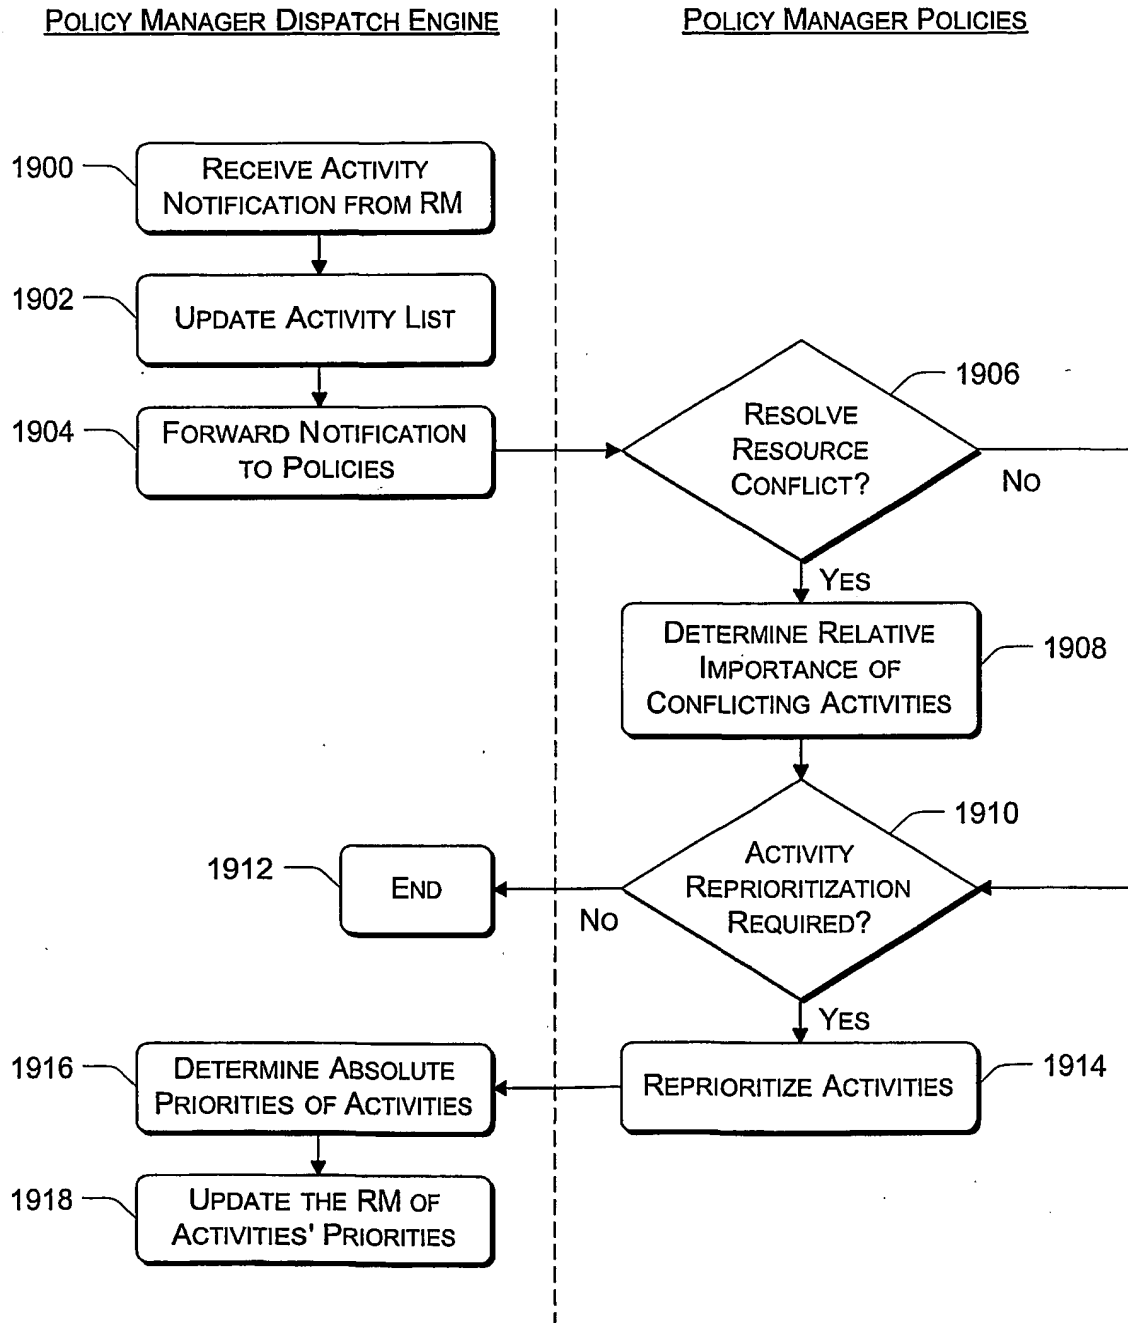 POLICY MANAGER DISPATCH ENGINE
POLICY MANAGER POLICIES
1900
RECEIVE ACTIVITY
NOTIFICATION FROM RM
1902
UPDATE ACTIVITY LIST
1904
FORWARD NOTIFICATION
TO POLICIES
1906
RESOLVE
RESOURCE
CONFLICT?
NO
YES
DETERMINE RELATIVE
IMPORTANCE OF
CONFLICTING ACTIVITIES
1908
1910
ACTIVITY
REPRIORITIZATION
REQUIRED?
1912
END
NO
YES
1914
REPRIORITIZE ACTIVITIES
1916
DETERMINE ABSOLUTE
PRIORITIES OF ACTIVITIES
1918
UPDATE THE RM OF
ACTIVITIES' PRIORITIES